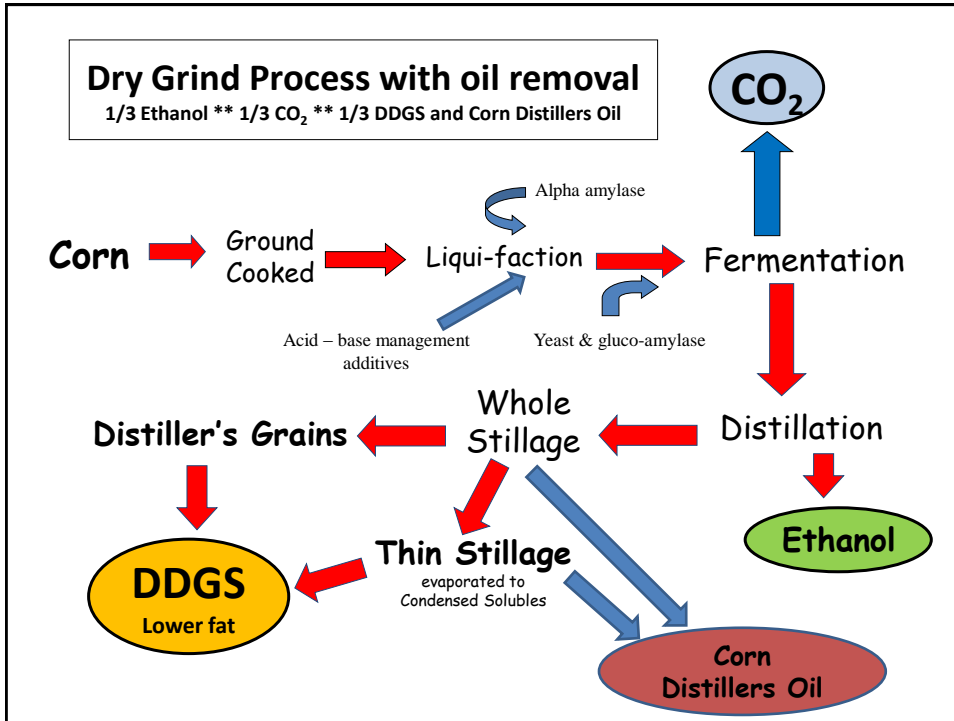 Dry Grind Process with oil removal
1/3 Ethanol ** 1/3 CO₂ ** 1/3 DDGS and Corn Distillers Oil
CO₂
Alpha amylase
Corn
Ground
Cooked
Liqui-faction
Fermentation
Acid – base management
additives
Yeast & gluco-amylase
Distiller's Grains
Whole
Stillage
Distillation
Ethanol
DDGS
Lower fat
Thin Stillage
evaporated to
Condensed Solubles
Corn
Distillers Oil